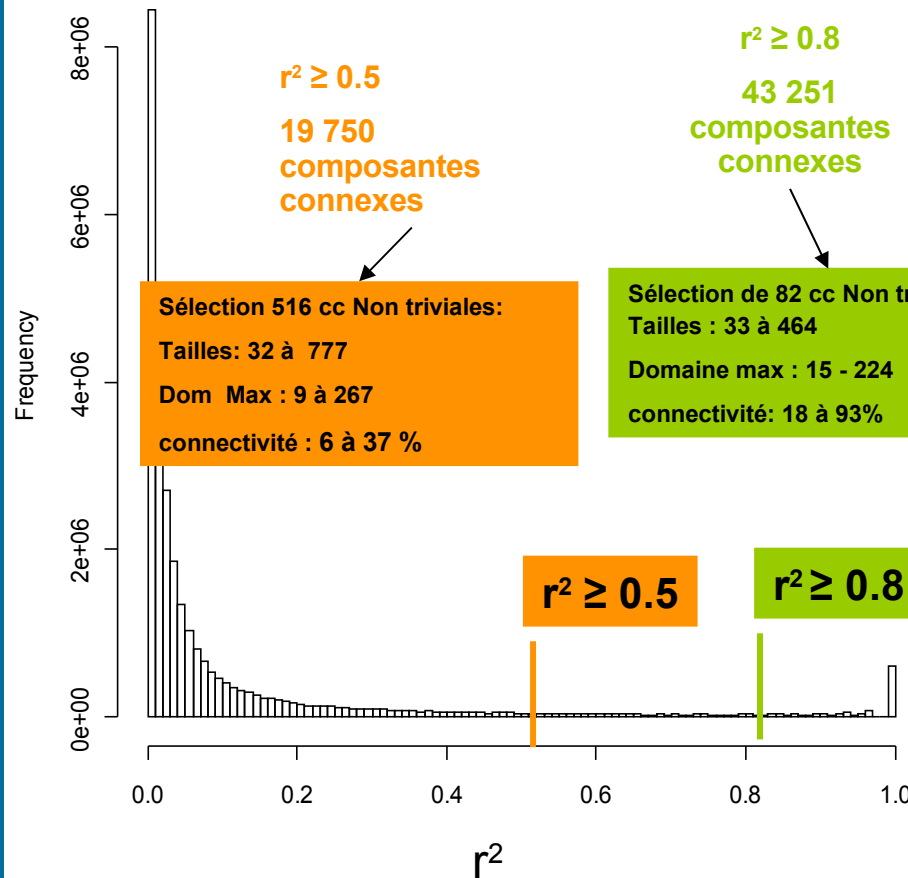 r² ≥ 0.5
19 750
composantes
connexes
r² ≥ 0.8
43 251
composantes
connexes
Sélection 516 cc Non triviales:
Tailles: 32 à 777
Dom Max : 9 à 267
connectivité : 6 à 37 %
Sélection de 82 cc Non
Tailles : 33 à 464
Domaine max : 15 - 224
connectivité: 18 à 93%
r² ≥ 0.5
r² ≥ 0.8
Frequency
8e+06
6e+06
4e+06
2e+06
0e+00
0.0 0.2 0.4 0.6 0.8 1.0
r²